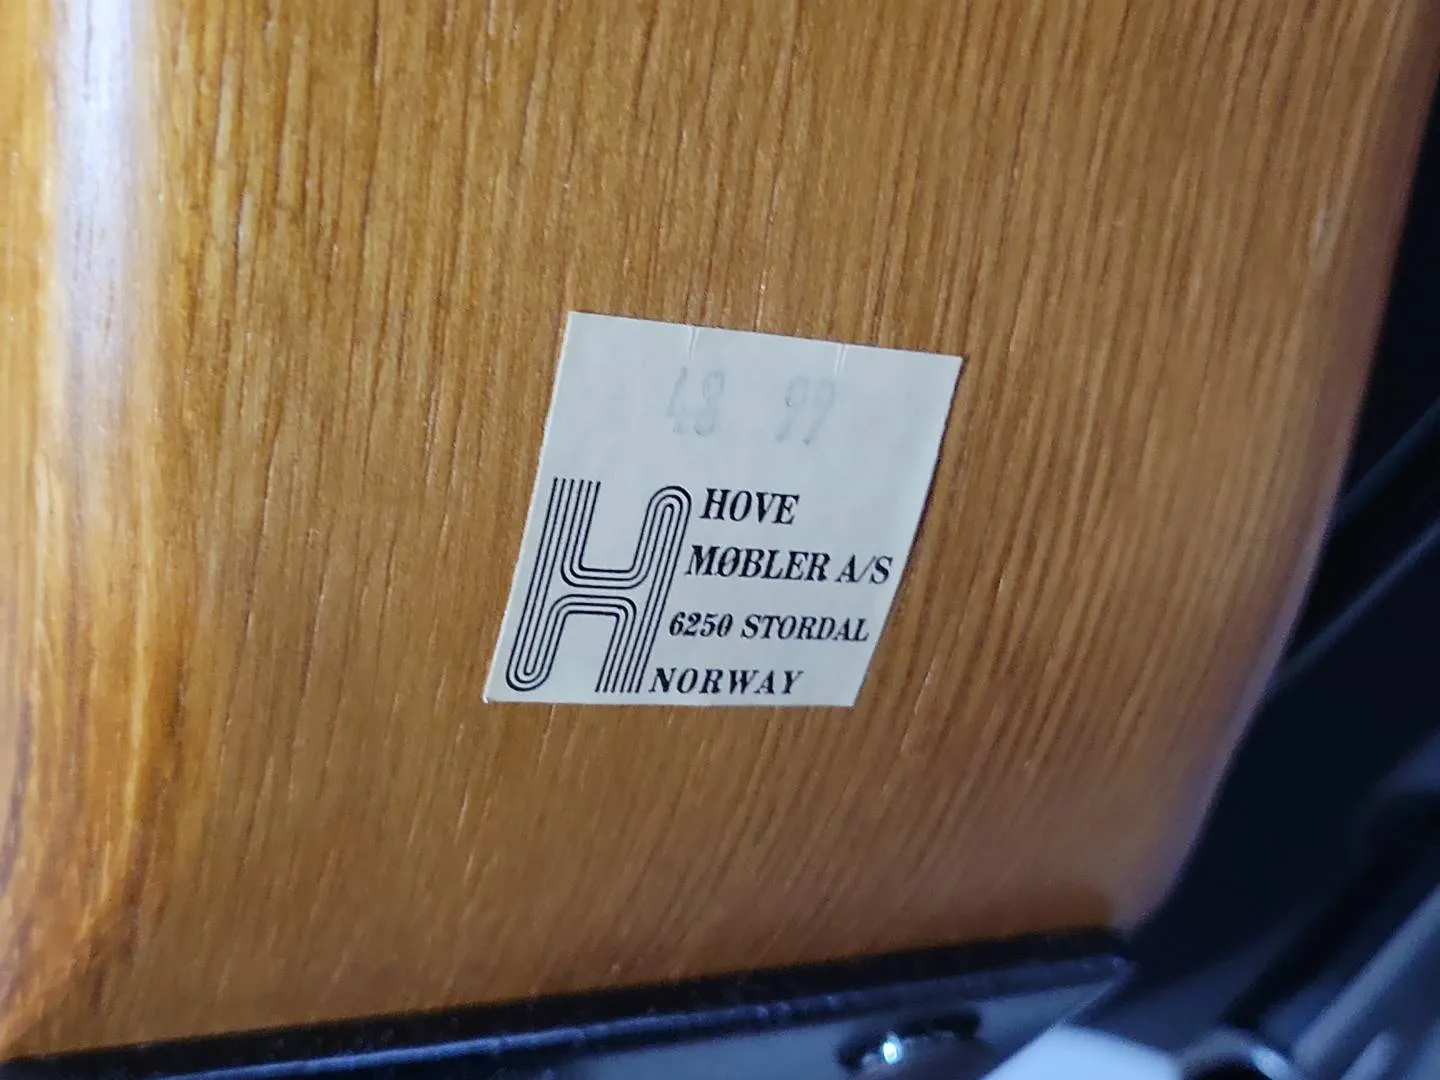 48 99
HOVE
MØBLER A/S
6250 STORDAL
NORWAY